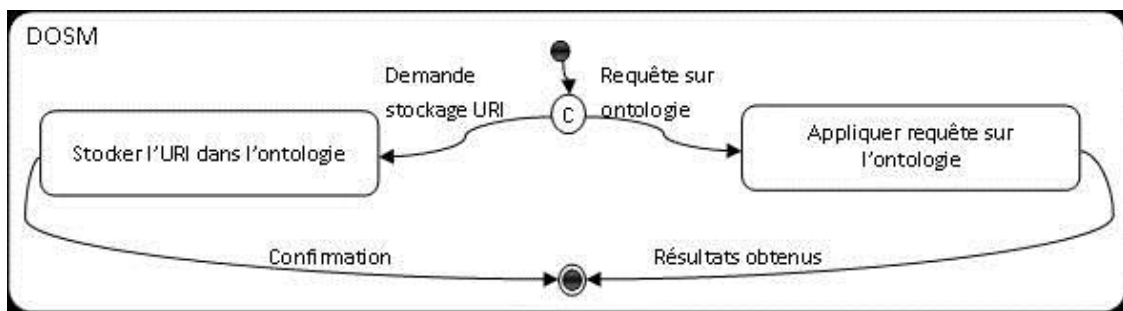 DOSM
Demande
stockage URI
Requête sur
ontologie
C
Stocker l'URI dans l'ontologie
Appliquer requête sur
l'ontologie
Confirmation
Résultats obtenus